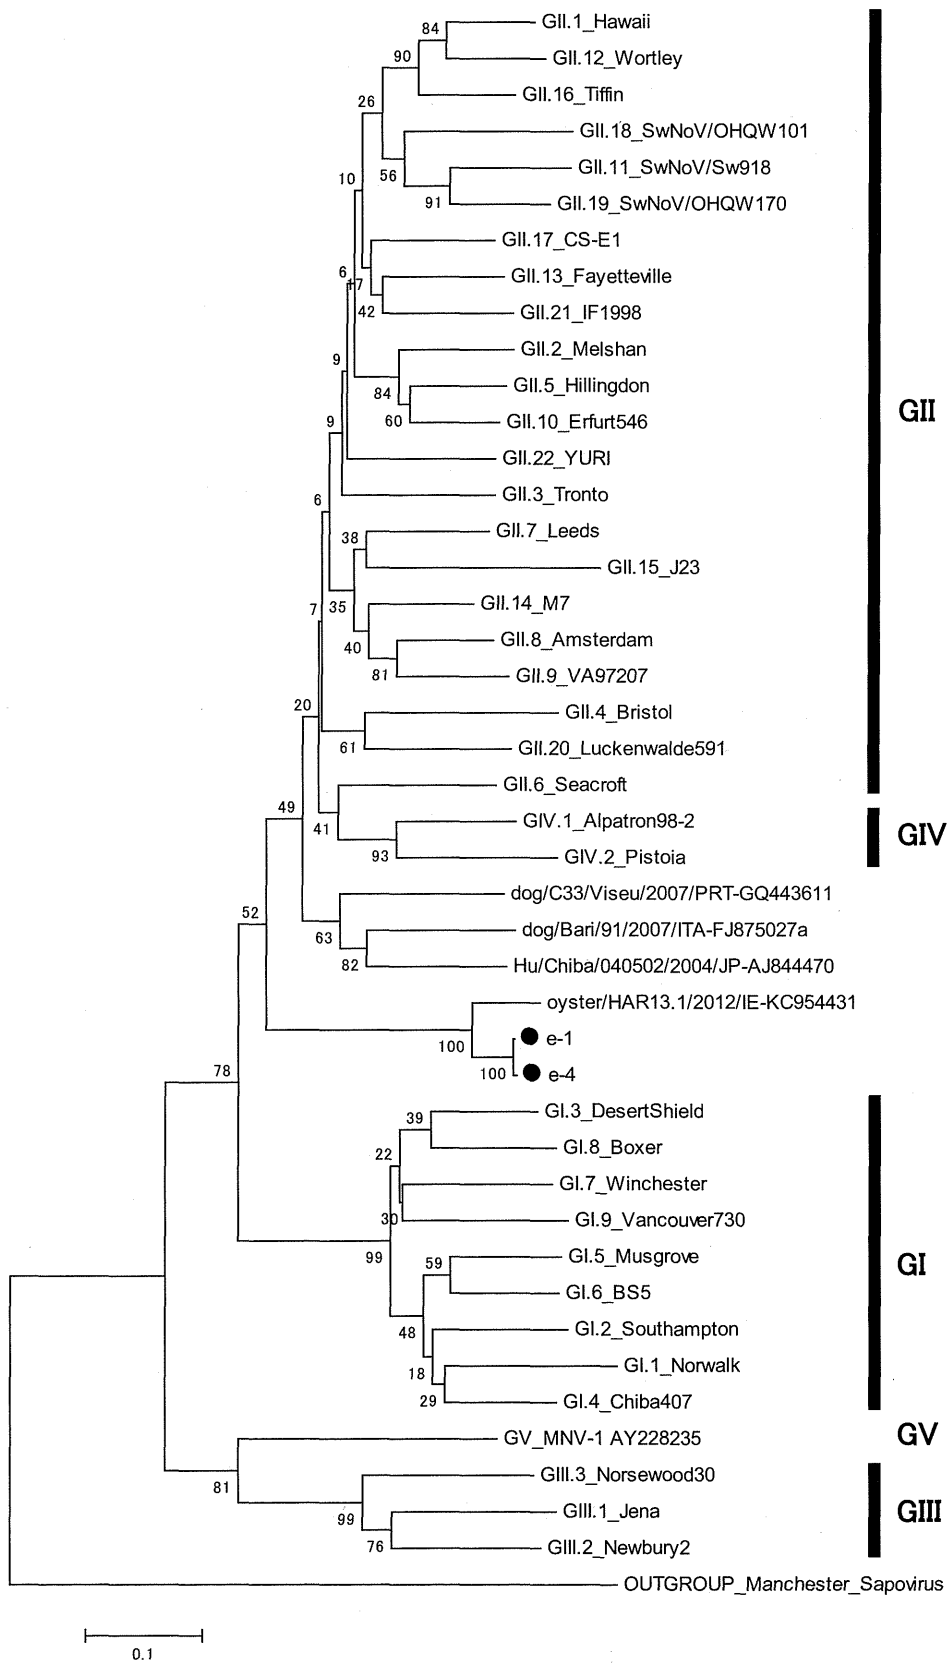 84 GII.1_Hawaii
90 GII.12_Wortley
GII.16_Tiffin
26
GII.18_SwNoV/OHQW101
GII.11_SwNoV/Sw918
56
10
91 GII.19_SwNoV/OHQW170
GII.17_CS-E1
6 17 GII.13_Fayetteville
42 GII.21_IF1998
GII.2_Melshan
9
84 GII.5_Hillingdon
60 GII.10_Erfurt546
GII
9
GII.22_YURI
GII.3_Tronto
6
38 GII.7_Leeds
GII.15_J23
7 35 GII.14_M7
40 GII.8_Amsterdam
81 GII.9_VA97207
20
GII.4_Bristol
61 GII.20_Luckenwalde591
GII.6_Seacroft
49
41 GIV.1_Alpatron98-2
GIV
93 GIV.2_Pistoia
dog/C33/Viseu/2007/PRT-GQ443611
52
63 dog/Bari/91/2007/ITA-FJ875027a
82 Hu/Chiba/040502/2004/JP-AJ844470
oyster/HAR13.1/2012/IE-KC954431
100 e-1
78 100 e-4
39 GI.3_DesertShield
22 GI.8_Boxer
GI.7_Winchester
30 GI.9_Vancouver730
99 59 GI.5_Musgrove
GI
GI.6_BS5
48 GI.2_Southampton
18 GI.1_Norwalk
29 GI.4_Chiba407
GV_MNV-1 AY228235
GV
81 GIII.3_Norsewood30
99 GIII.1_Jena
GIII
76 GIII.2_Newbury2
OUTGROUP_Manchester_Sapovirus
0.1